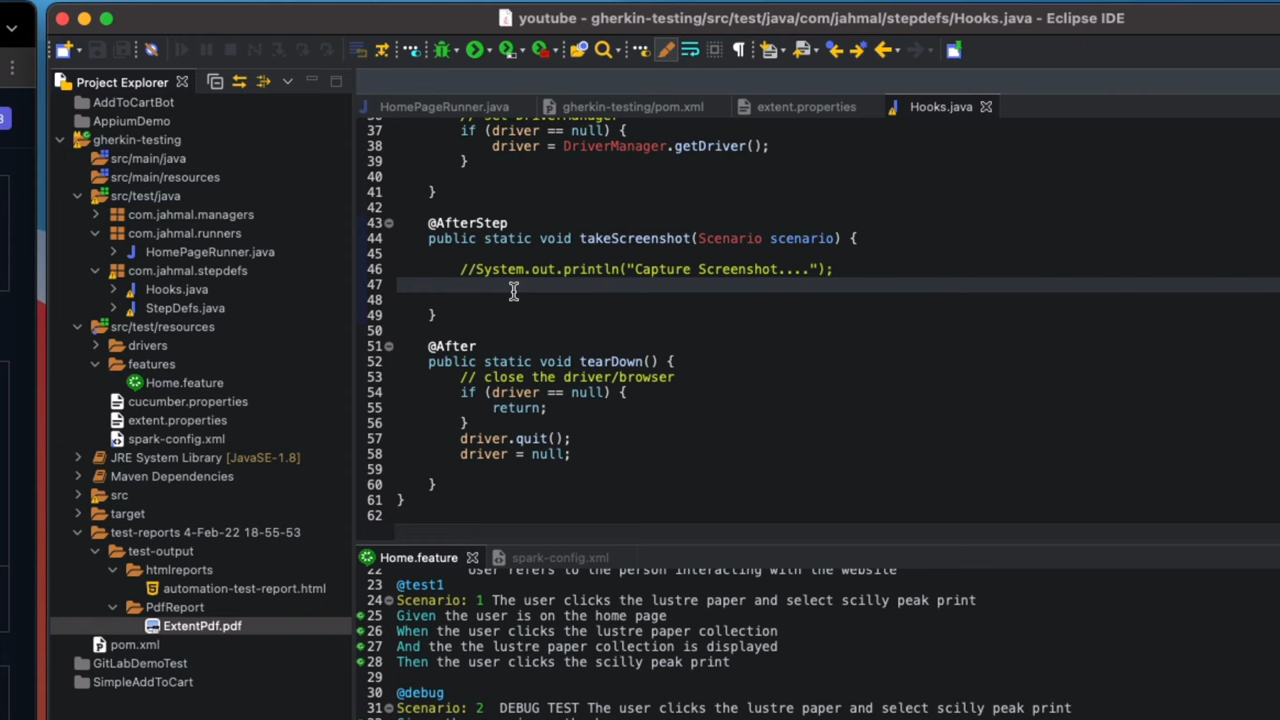 youtube - gherkin-testing/src/test/java/com/jahmal/stepdefs/Hooks.java - Eclipse IDE
Project Explorer
AddToCartBot
AppiumDemo
gherkin-testing
src/main/java
src/main/resources
src/test/java
com.jahmal.managers
com.jahmal.runners
HomePageRunner.java
com.jahmal.stepdefs
Hooks.java
StepDefs.java
src/test/resources
drivers
features
Home.feature
cucumber.properties
extent.properties
spark-config.xml
JRE System Library [JavaSE-1.8]
Maven Dependencies
src
target
test-reports 4-Feb-22 18-55-53
test-output
htmlreports
automation-test-report.html
PdfReport
ExtentPdf.pdf
pom.xml
GitLabDemoTest
SimpleAddToCart
HomePageRunner.java
gherkin-testing/pom.xml
extent.properties
Hooks.java
36 // Set DriverManager
37 if (driver == null) {
38 driver = DriverManager.getDriver();
39 }
40
41 }
42
43 @AfterStep
44 public static void takeScreenshot(Scenario scenario) {
45
46 //System.out.println("Capture Screenshot....");
47
48
49 }
50
51 @After
52 public static void tearDown() {
53 // close the driver/browser
54 if (driver == null) {
55 return;
56 }
57 driver.quit();
58 driver = null;
59
60 }
61 }
62
Home.feature
spark-config.xml
22 User refers to the person interacting with the website
23 @test1
24 Scenario: 1 The user clicks the lustre paper and select scilly peak print
25 Given the user is on the home page
26 When the user clicks the lustre paper collection
27 And the the lustre paper collection is displayed
28 Then the user clicks the scilly peak print
29
30 @debug
31 Scenario: 2 DEBUG TEST The user clicks the lustre paper and select scilly peak print